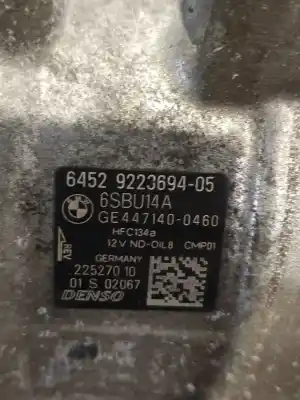 6452 9223694-05
6SBU14A
GE447140-0460
HFC134a
12V ND-OIL8 CMP01
GERMANY
225270 10
01 S 02067
DENSO